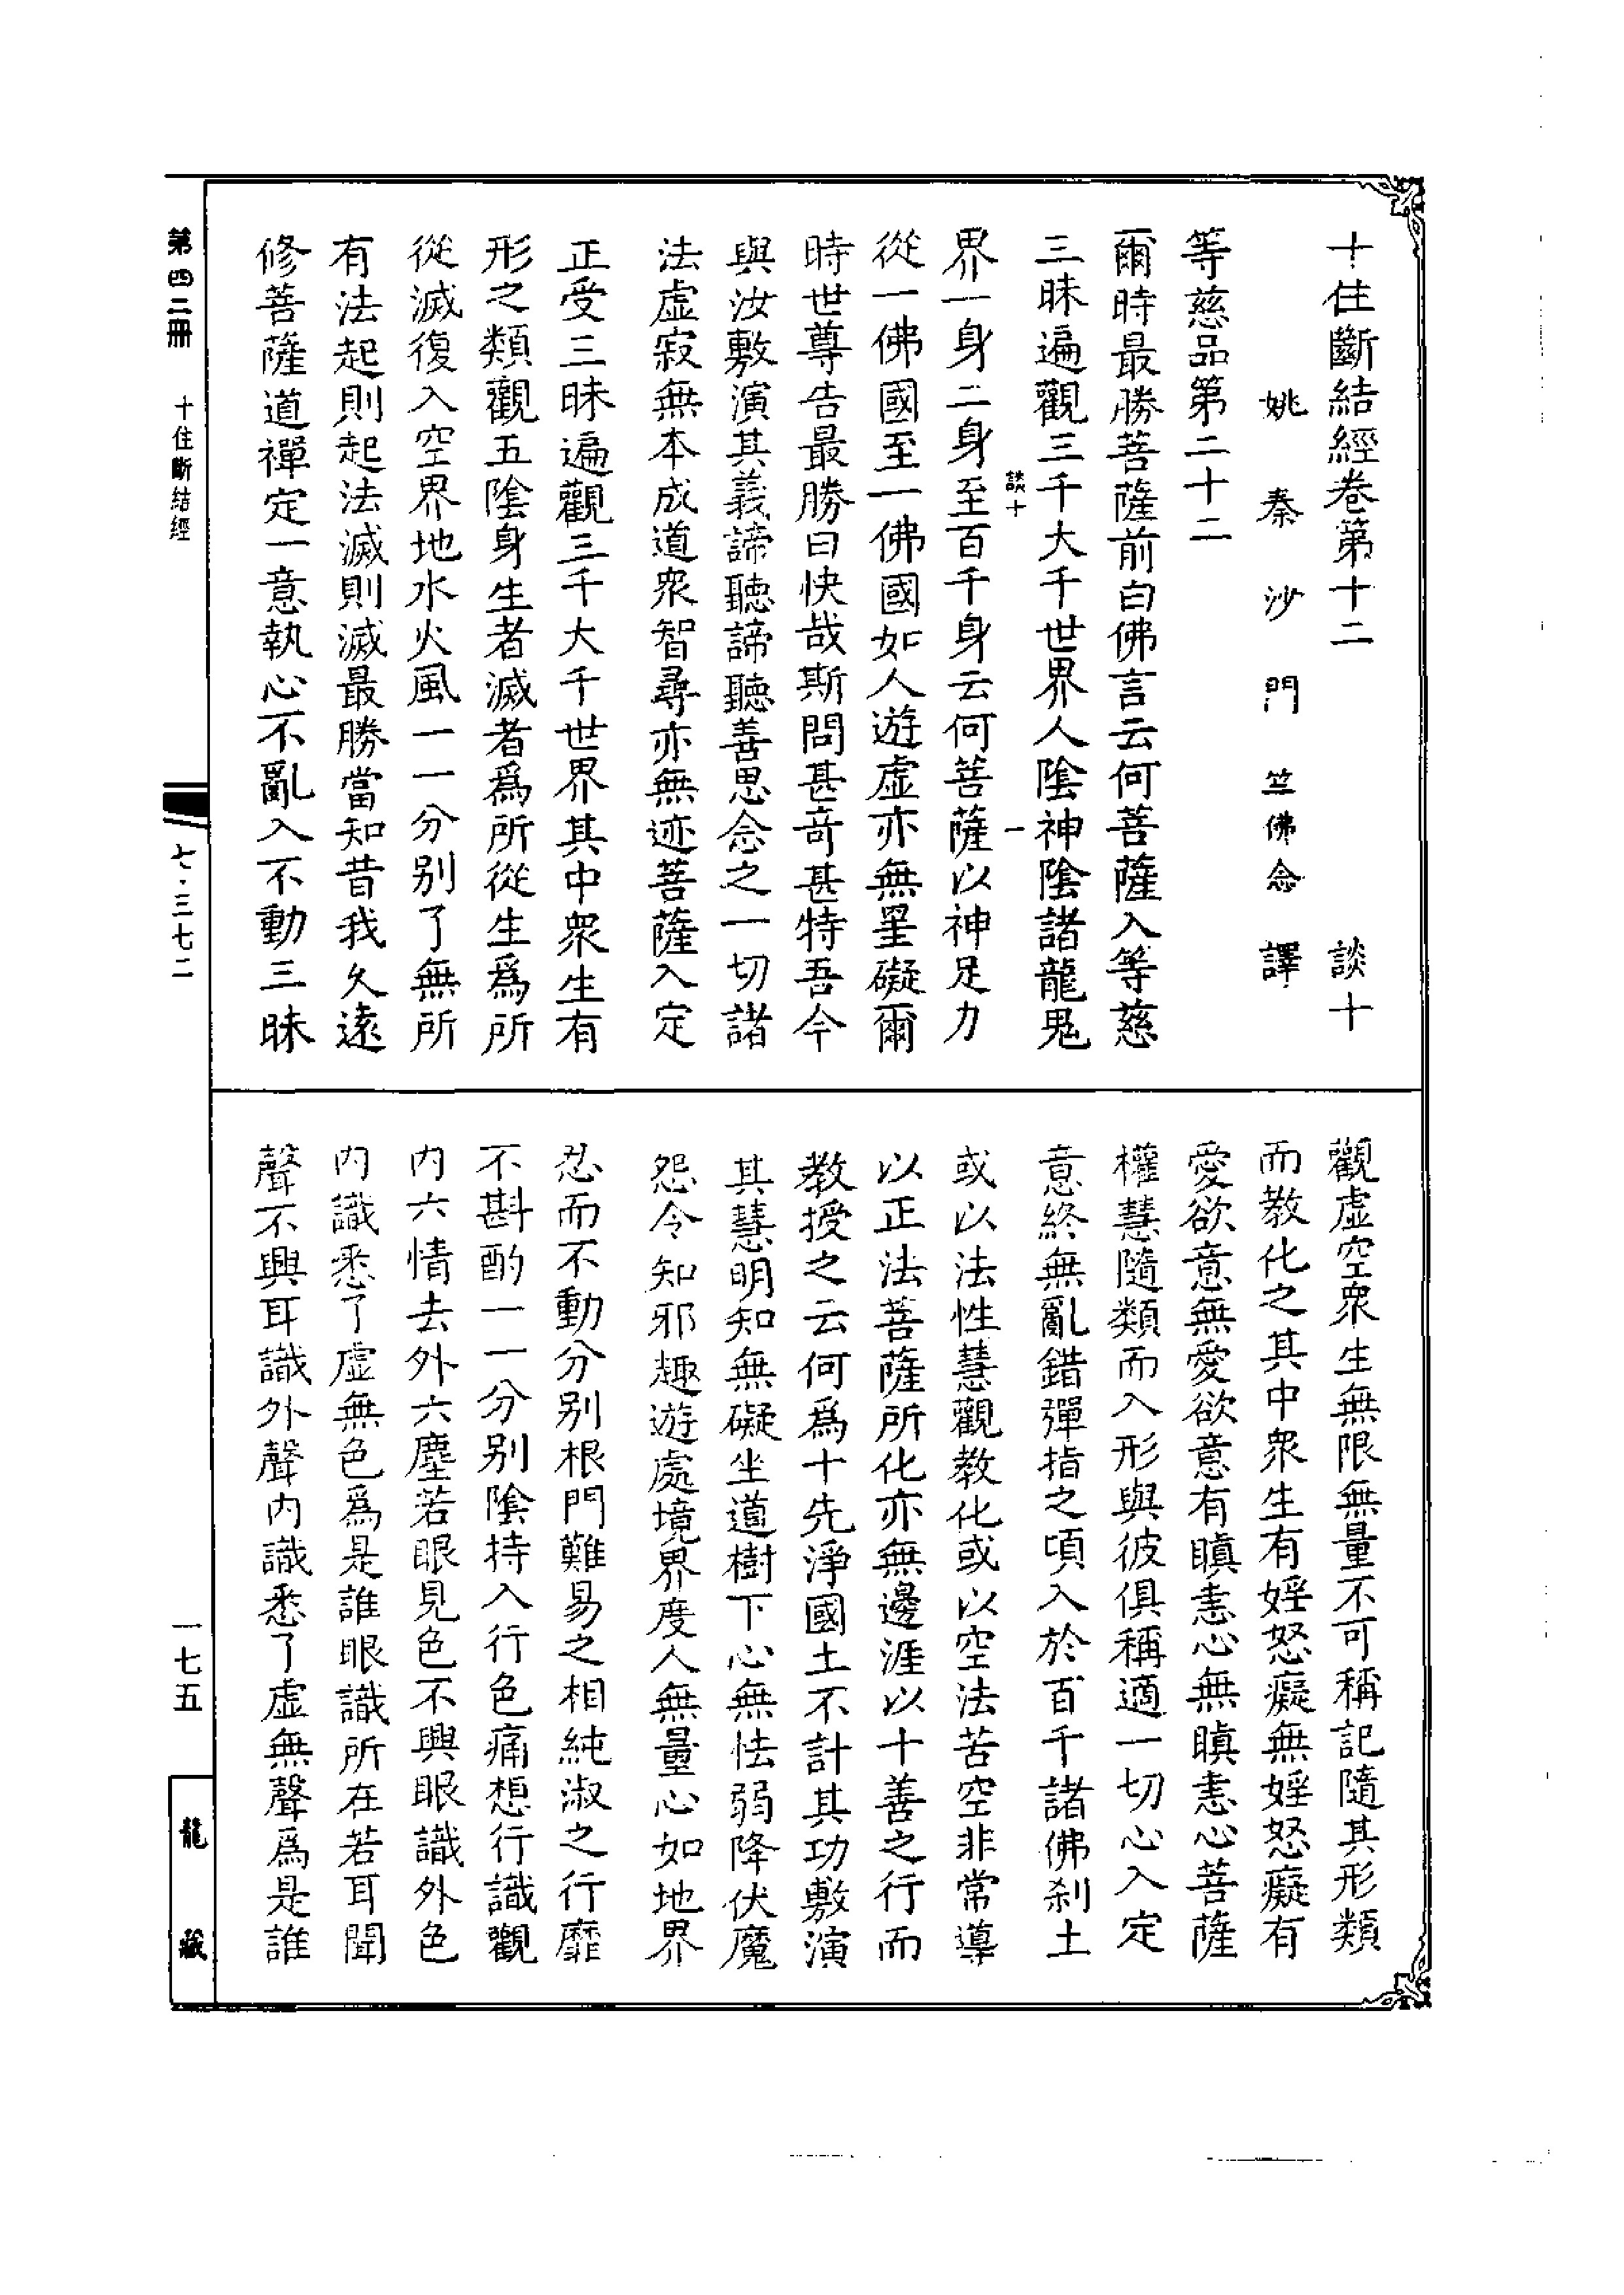 十住斷結經卷第十二　談十
姚秦沙門竺佛念譯
等慈品第二十二
爾時最勝菩薩前白佛言云何菩薩入等慈
三昧遍觀三千大千世界人陰神陰諸龍鬼
談十　一
界一身二身至百千身云何菩薩以神足力
從一佛國至一佛國如人遊虛亦無罣礙爾
時世尊告最勝曰快哉斯問甚奇甚特吾今
與汝敷演其義諦聽諦聽善思念之一切諸
法虛寂無本成道眾智尋亦無迹菩薩入定
正受三昧遍觀三千大千世界其中眾生有
形之類觀五陰身生者滅者為所從生為所
從滅復入空界地水火風一一分別了無所
有法起則起法滅則滅最勝當知昔我久遠
修菩薩道禪定一意執心不亂入不動三昧
觀虛空眾生無限無量不可稱記隨其形類
而教化之其中眾生有婬怒癡無婬怒癡有
愛欲意無愛欲意有瞋恚心無瞋恚心菩薩
權慧隨類而入形與彼俱稱適一切心入定
意終無亂錯彈指之頃入於百千諸佛剎土
或以法性慧觀教化或以空法苦空非常導
以正法菩薩所化亦無邊涯以十善之行而
教授之云何為十先淨國土不計其功敷演
其慧明知無礙坐道樹下心無怯弱降伏魔
怨令知邪趣遊處境界度人無量心如地界
忍而不動分別根門難易之相純淑之行靡
不斟酌一一分別陰持入行色痛想行識觀
內六情去外六塵若眼見色不興眼識外色
內識悉了虛無色為是誰眼識所在若耳聞
聲不興耳識外聲內識悉了虛無聲為是誰
第四二冊　十住斷結經
七·三七二
一七五
龍藏